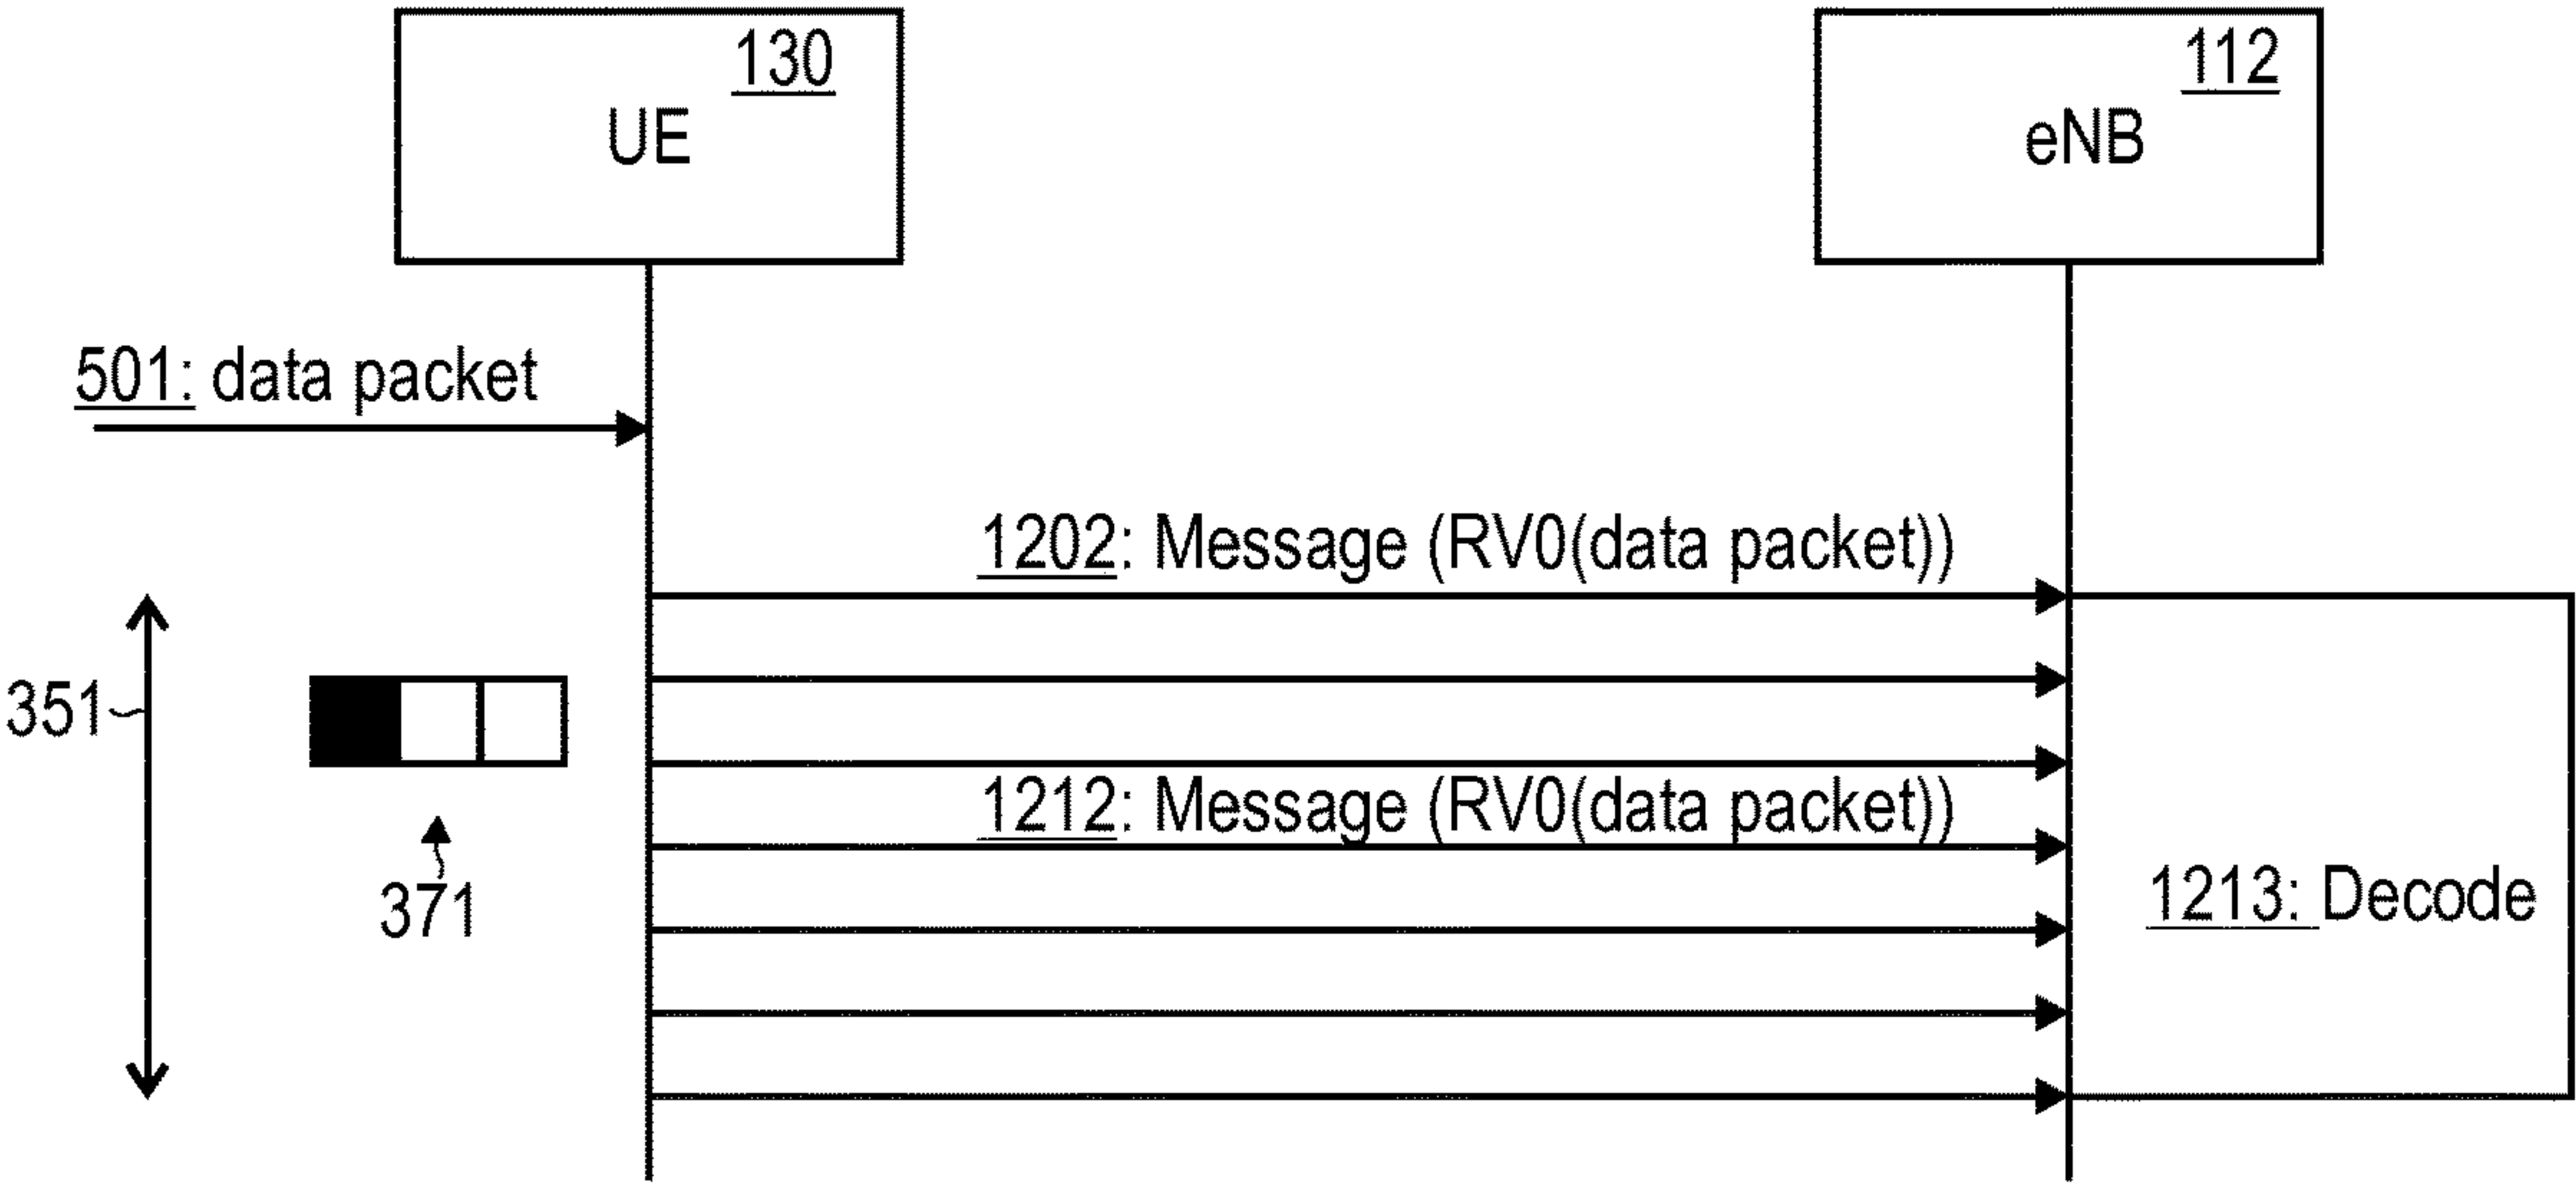 130
UE
112
eNB
501: data packet
1202: Message (RV0(data packet))
351
1212: Message (RV0(data packet))
371
1213: Decode